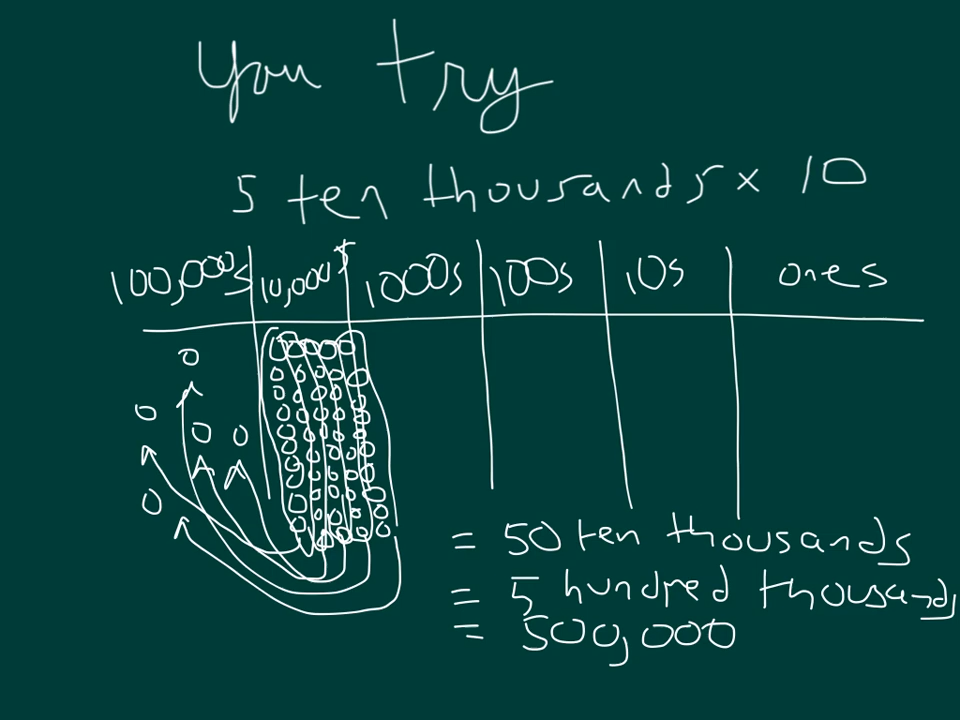 you try
5 ten thousands x 10
100,000s 10,000s 1000s 100s 10s ones
= 50 ten thousands
= 5 hundred thousands
= 500,000